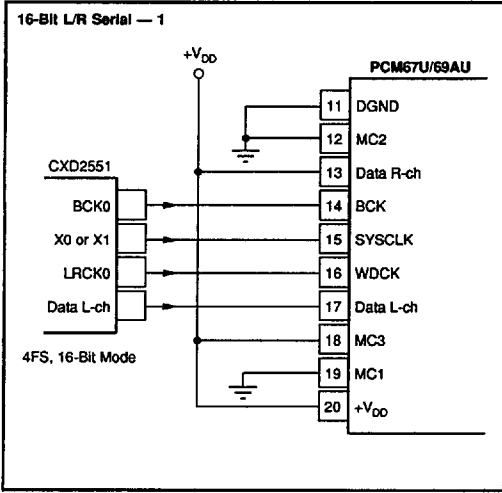 16-Bit L/R Serial — 1
+VDD
PCM67U/69AU
11 DGND
12 MC2
13 Data R-ch
CXD2551
BCK0
14 BCK
X0 or X1
15 SYSCLK
LRCK0
16 WDCK
Data L-ch
17 Data L-ch
18 MC3
4FS, 16-Bit Mode
19 MC1
20 +VDD